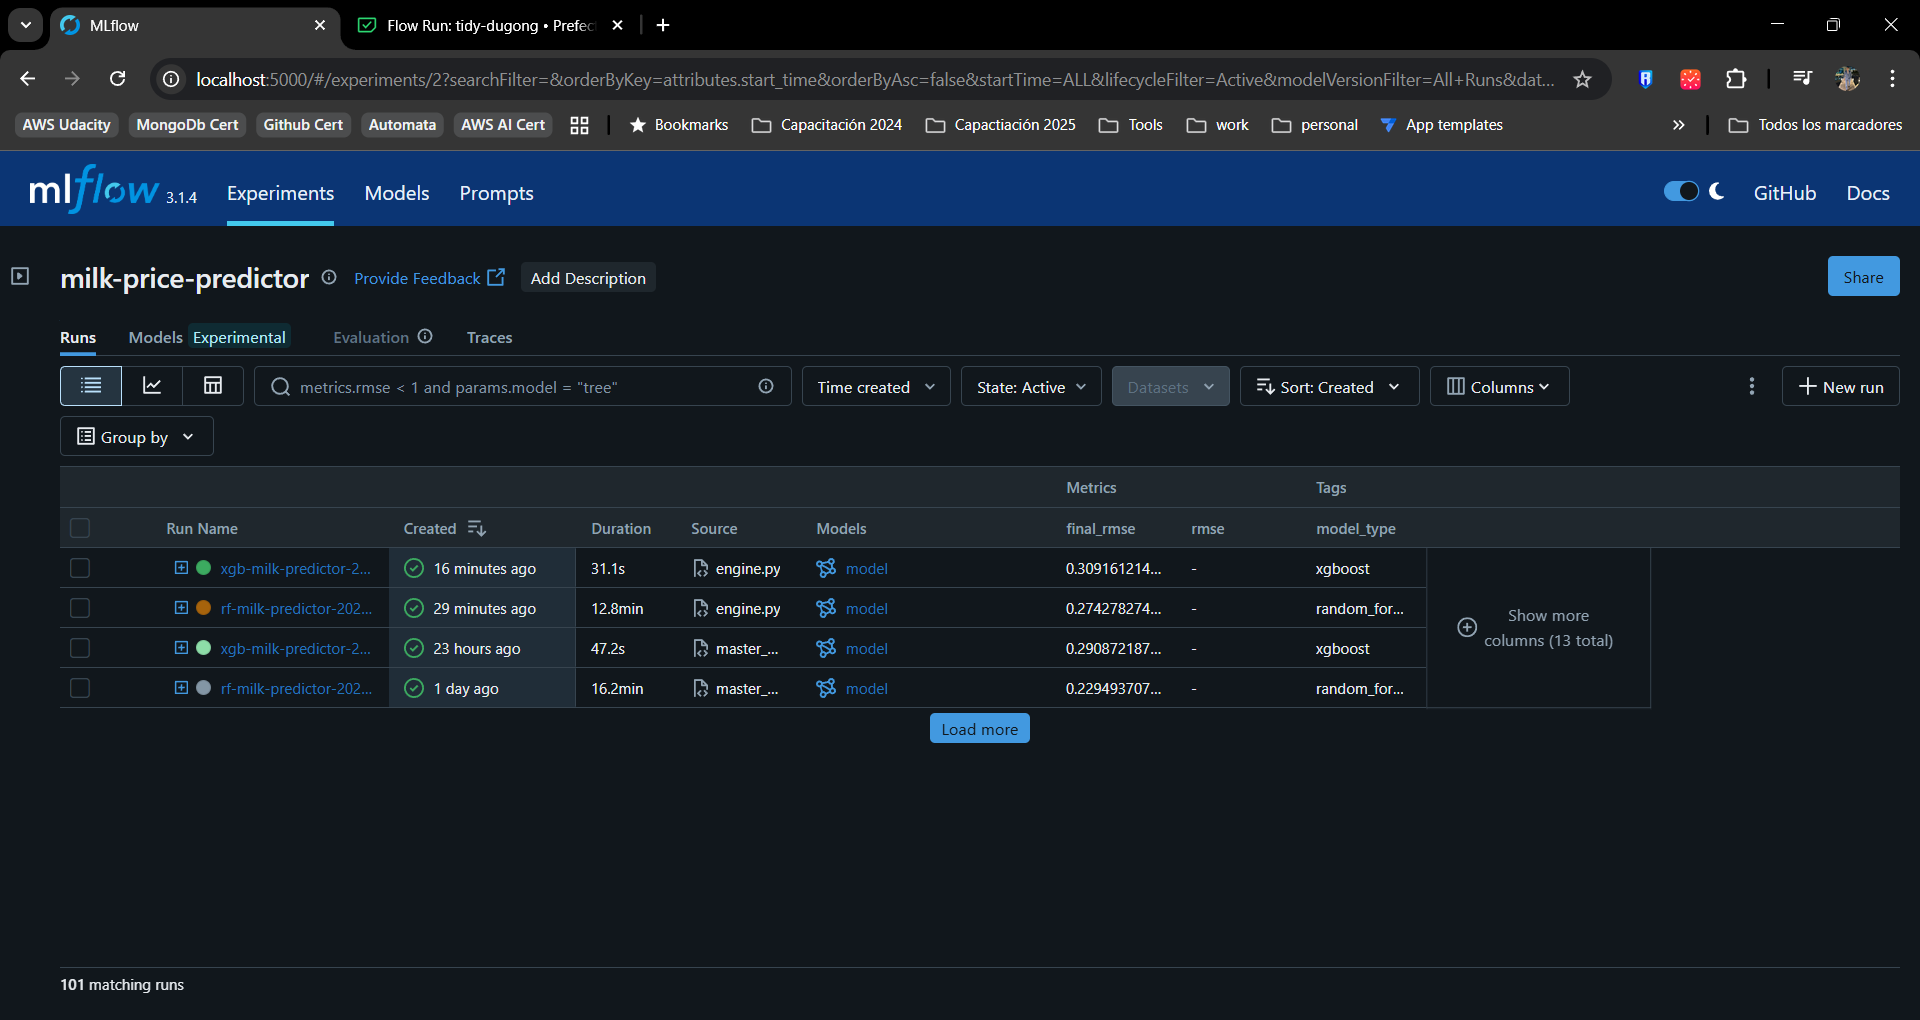 MLflow
Flow Run: tidy-dugong • Prefec
localhost:5000/#/experiments/2?searchFilter=&orderByKey=attributes.start_time&orderByAsc=false&startTime=ALL&lifecycleFilter=Active&modelVersionFilter=All+Runs&dat...
AWS Udacity MongoDb Cert Github Cert Automata AWS AI Cert Bookmarks Capacitación 2024 Capactiación 2025 Tools work personal App templates » Todos los marcadores
mlflow 3.1.4 Experiments Models Prompts GitHub Docs
milk-price-predictor Provide Feedback Add Description Share
Runs Models Experimental Evaluation Traces
metrics.rmse < 1 and params.model = "tree" Time created State: Active Datasets Sort: Created Columns New run
Group by
Metrics Tags
Run Name Created Duration Source Models final_rmse rmse model_type
xgb-milk-predictor-2... 16 minutes ago 31.1s engine.py model 0.309161214... - xgboost
rf-milk-predictor-202... 29 minutes ago 12.8min engine.py model 0.274278274... - random_for...
xgb-milk-predictor-2... 23 hours ago 47.2s master_... model 0.290872187... - xgboost
rf-milk-predictor-202... 1 day ago 16.2min master_... model 0.229493707... - random_for...
Show more
columns (13 total)
Load more
101 matching runs